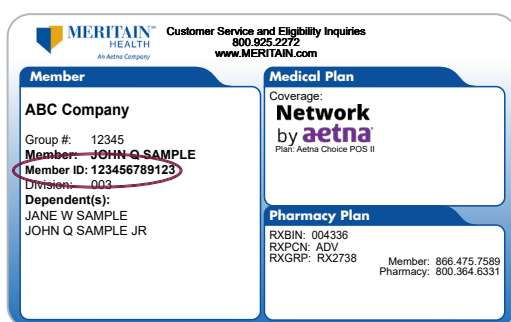 MERITAIN™
HEALTH
An Aetna Company
Customer Service and Eligibility Inquiries
800.925.2272
www.MERITAIN.com
Member
ABC Company
Group #: 12345
Member: JOHN Q SAMPLE
Member ID: 123456789123
Division: 003
Dependent(s):
JANE W SAMPLE
JOHN Q SAMPLE JR
Medical Plan
Coverage:
Network
by aetna
Plan: Aetna Choice POS II
Pharmacy Plan
RXBIN: 004336
RXPCN: ADV
RXGRP: RX2738
Member: 866.475.7589
Pharmacy: 800.364.6331